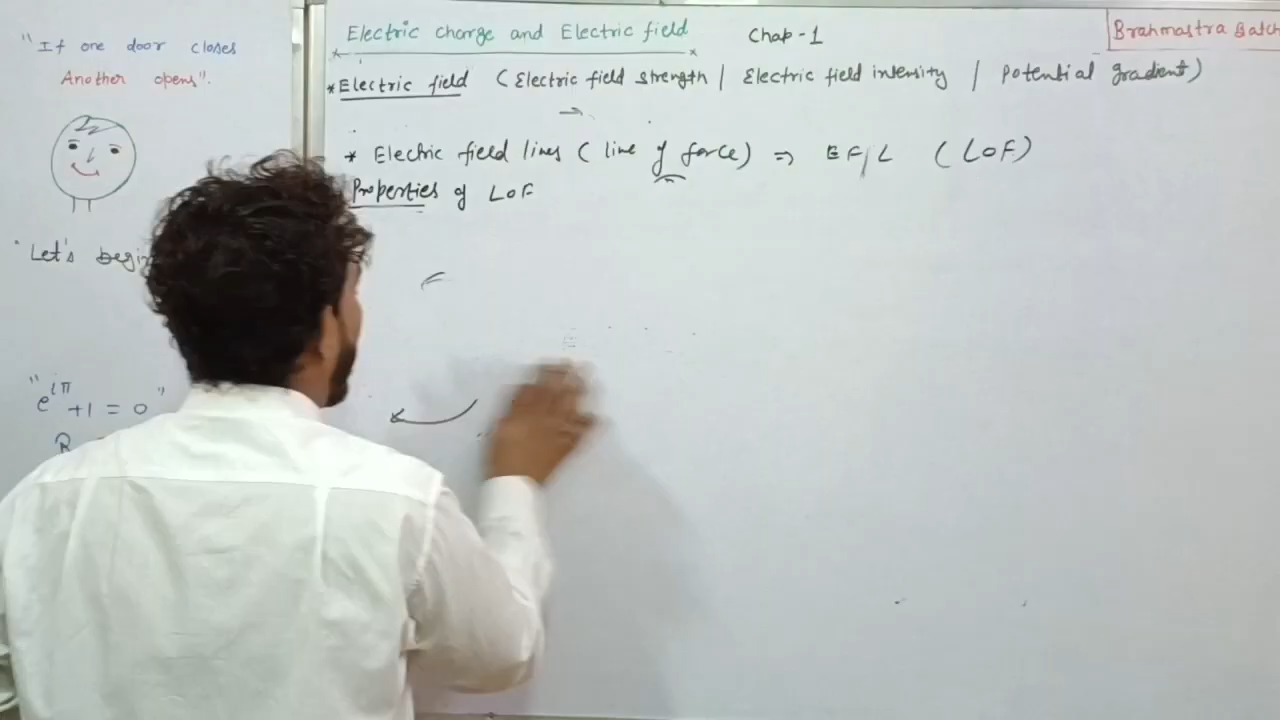 "If one door closes
Another opens".
Let's begin
"e^iπ + 1 = 0"
Electric charge and Electric field Chap-1
Brahmastra Batch
* Electric field (Electric field strength / Electric field intensity / Potential gradient)
* Electric field lines (line of force) ⇒ EF/L (LOF)
Properties of LOF